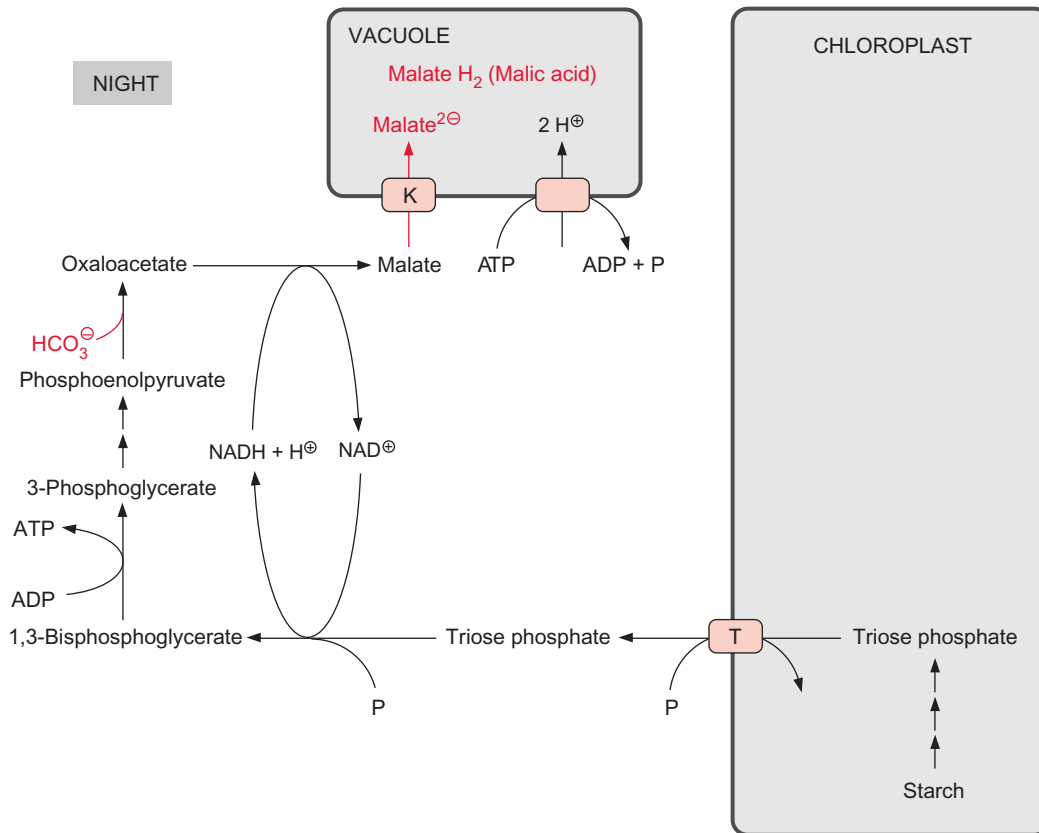 VACUOLE
CHLOROPLAST
NIGHT
Malate H2 (Malic acid)
Malate2⊖
2 H⊕
K
Oxaloacetate
Malate
ATP
ADP + P
HCO3⊖
Phosphoenolpyruvate
NADH + H⊕
NAD⊕
3-Phosphoglycerate
ATP
ADP
1,3-Bisphosphoglycerate
Triose phosphate
T
Triose phosphate
P
P
Starch